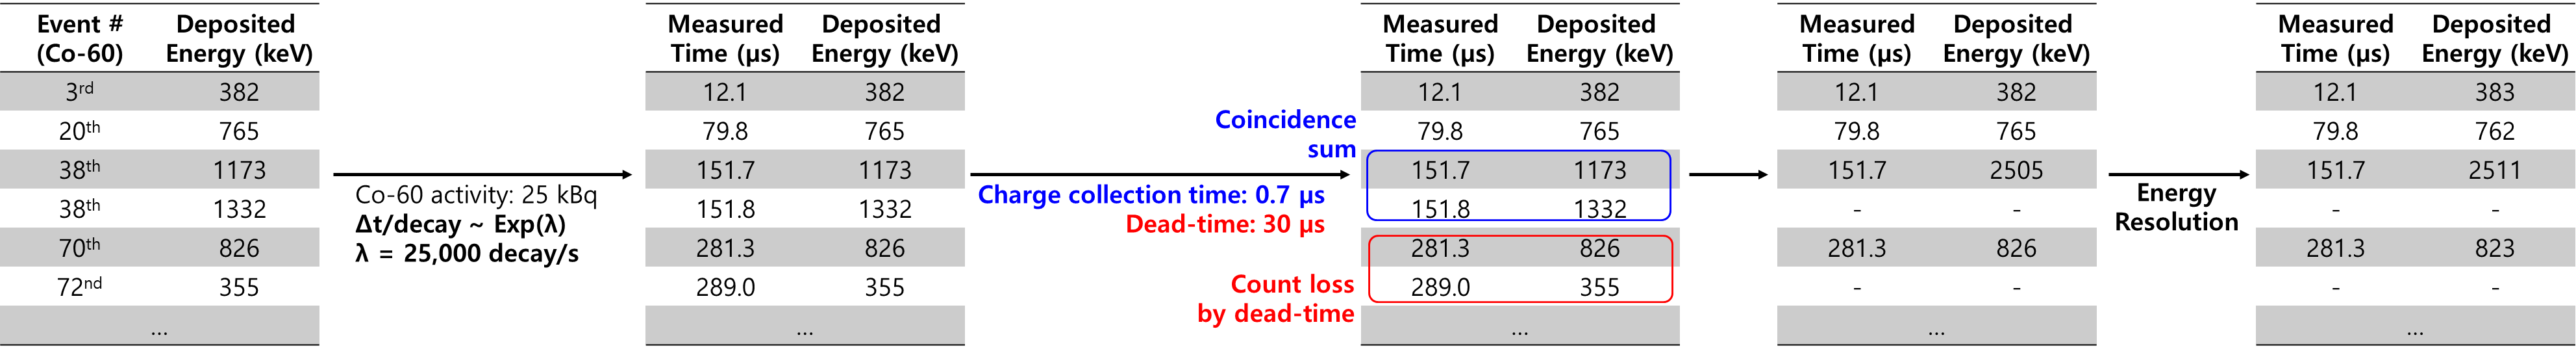 Event # Deposited
(Co-60) Energy (keV)
3rd 382
20th 765
38th 1173
38th 1332
70th 826
72nd 355
...
Co-60 activity: 25 kBq
Δt/decay ~ Exp(λ)
λ = 25,000 decay/s
Measured Deposited
Time (μs) Energy (keV)
12.1 382
79.8 765
151.7 1173
151.8 1332
281.3 826
289.0 355
...
Coincidence
sum
Charge collection time: 0.7 μs
Dead-time: 30 μs
Count loss
by dead-time
Measured Deposited
Time (μs) Energy (keV)
12.1 382
79.8 765
151.7 1173
151.8 1332
281.3 826
289.0 355
...
Measured Deposited
Time (μs) Energy (keV)
12.1 382
79.8 765
151.7 2505
- -
281.3 826
- -
...
Energy
Resolution
Measured Deposited
Time (μs) Energy (keV)
12.1 383
79.8 762
151.7 2511
- -
281.3 823
- -
...